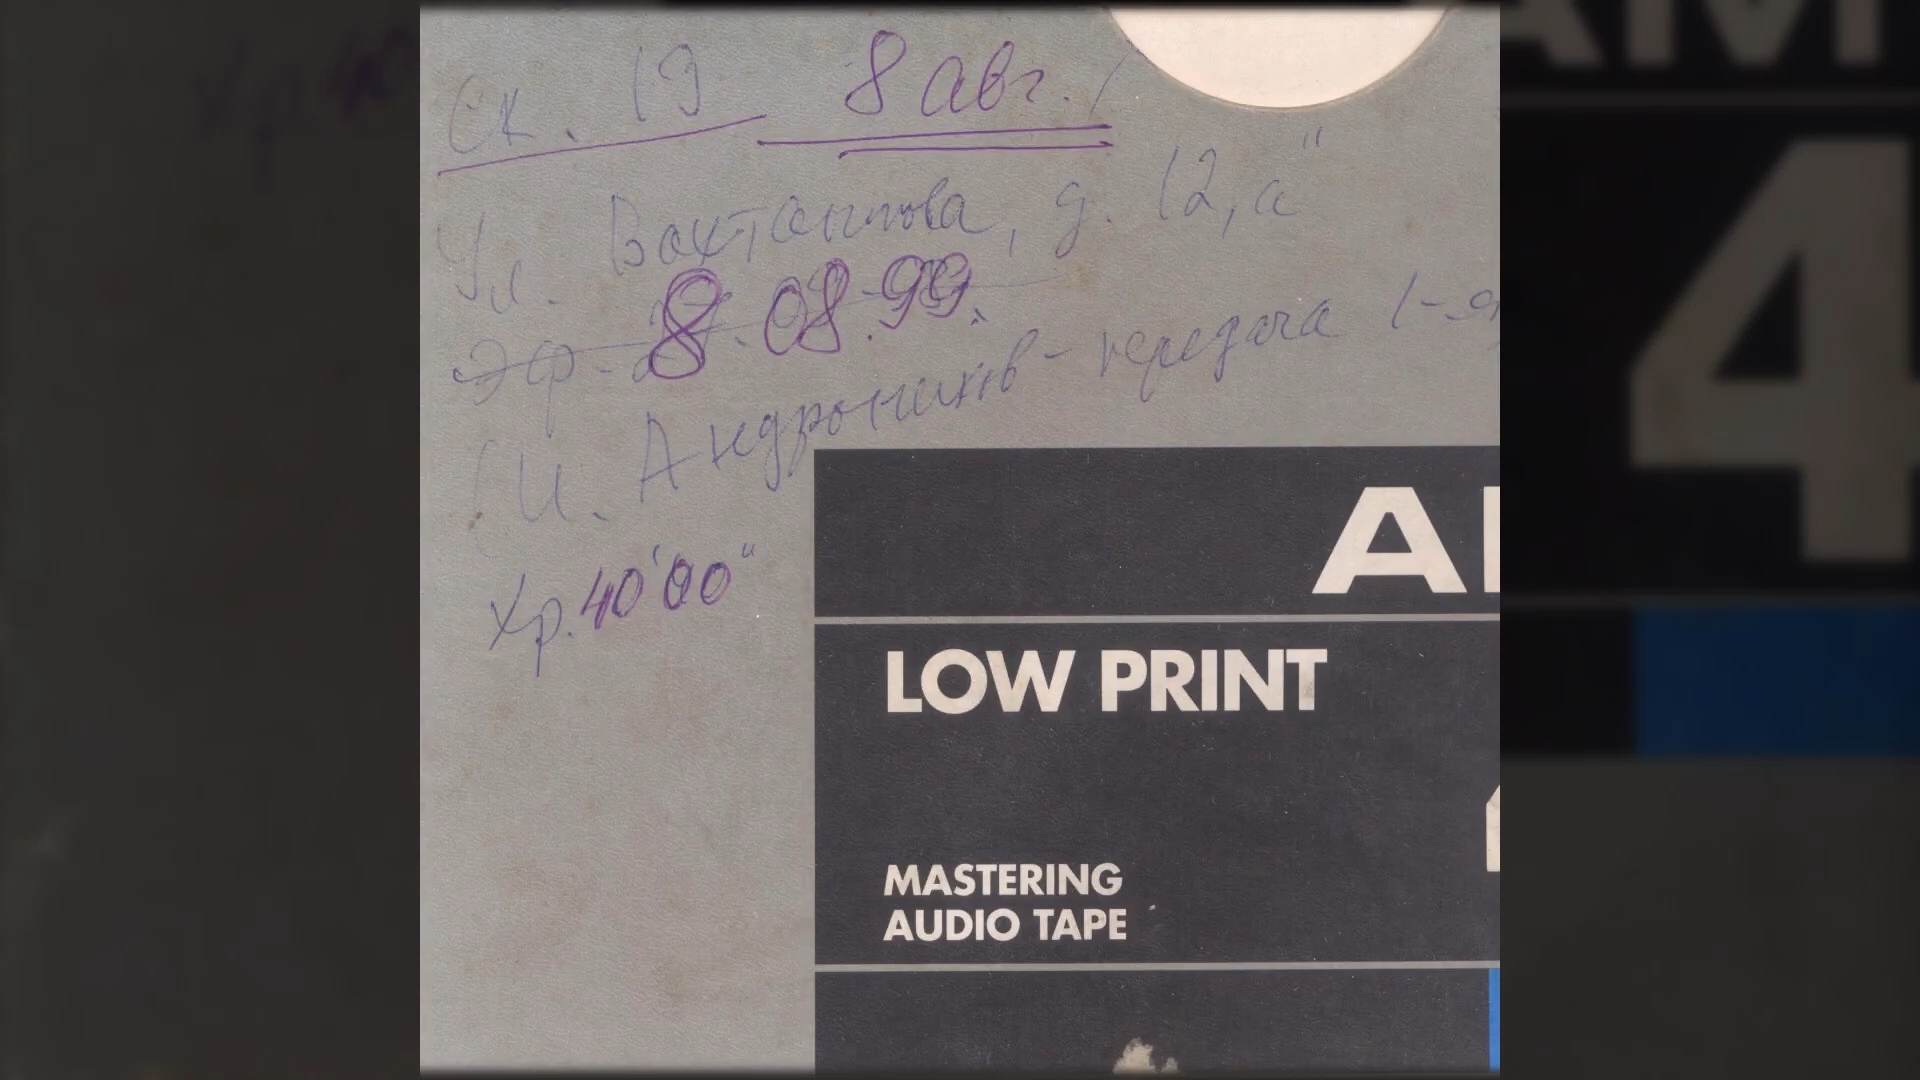 Ск. 19 8 авг.
Ул. Вахтангова, д. 12, а"
Эфр. 8.08.99.
(И. Андроников - передача 1-я
Хр. 40'00"
LOW PRINT
MASTERING
AUDIO TAPE